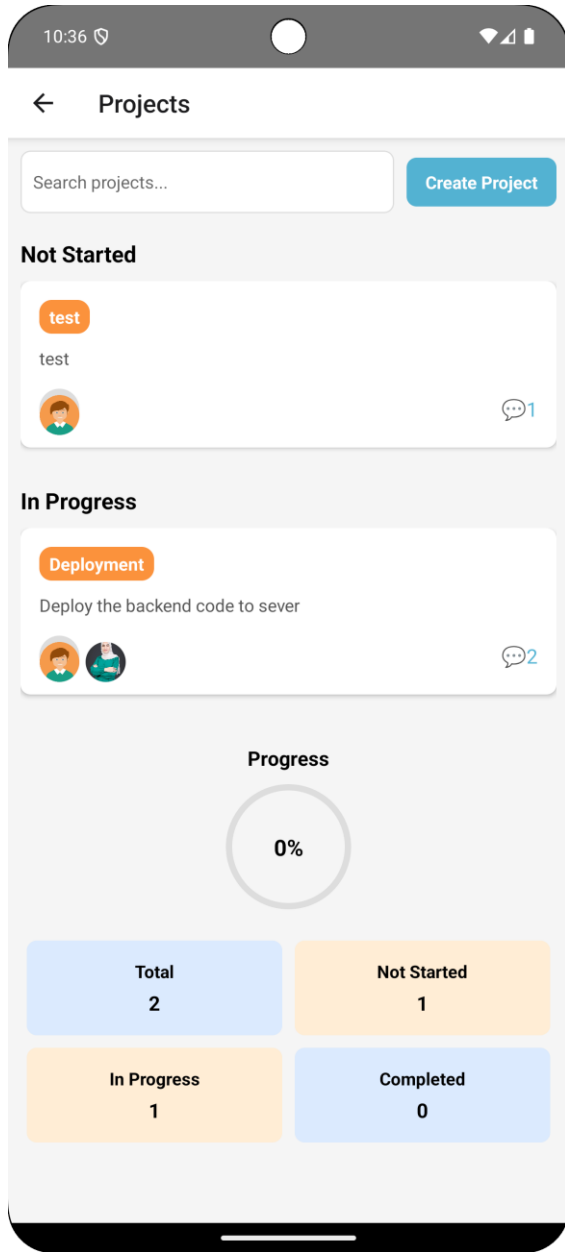 10:36
Projects
Search projects...
Create Project
Not Started
test
test
1
In Progress
Deployment
Deploy the backend code to sever
2
Progress
0%
Total
2
Not Started
1
In Progress
1
Completed
0